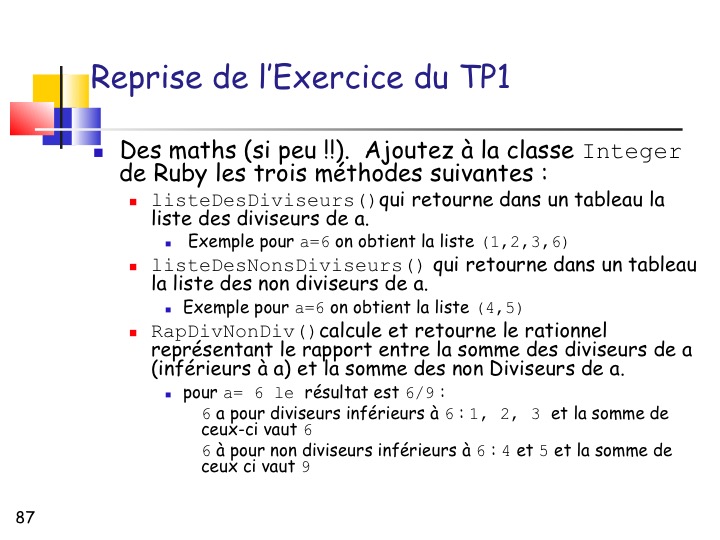 Reprise de l'Exercice du TP1
Des maths (si peu !!). Ajoutez à la classe Integer
de Ruby les trois méthodes suivantes :
listeDesDiviseurs()qui retourne dans un tableau la
liste des diviseurs de a.
Exemple pour a=6 on obtient la liste (1,2,3,6)
listeDesNonsDiviseurs() qui retourne dans un tableau
la liste des non diviseurs de a.
Exemple pour a=6 on obtient la liste (4,5)
RapDivNonDiv()calcule et retourne le rationnel
représentant le rapport entre la somme des diviseurs de a
(inférieurs à a) et la somme des non Diviseurs de a.
pour a= 6 le résultat est 6/9 :
6 a pour diviseurs inférieurs à 6 : 1, 2, 3 et la somme de
ceux-ci vaut 6
6 à pour non diviseurs inférieurs à 6 : 4 et 5 et la somme de
ceux ci vaut 9
87